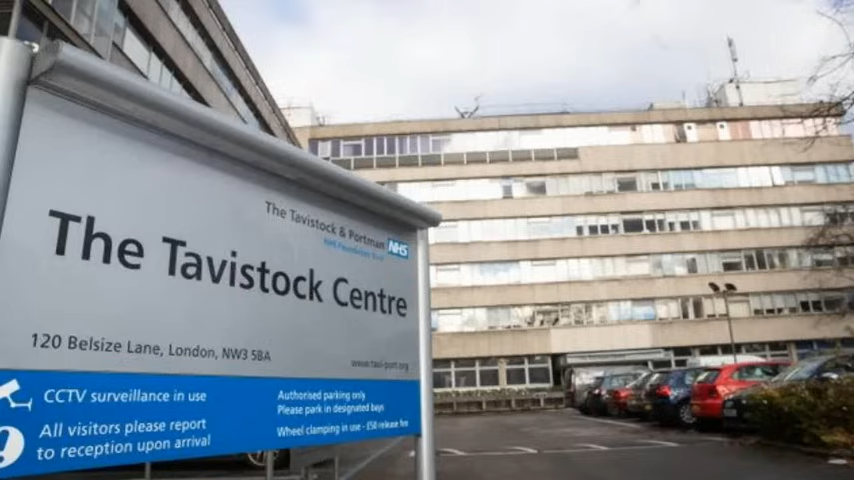 The Tavistock & Portman NHS
NHS Foundation Trust
The Tavistock Centre
120 Belsize Lane, London, NW3 5BA
www.tavi-port.org
CCTV surveillance in use
All visitors please report
to reception upon arrival
Authorised parking only
Please park in designated bays
Wheel clamping in use - £50 release fee